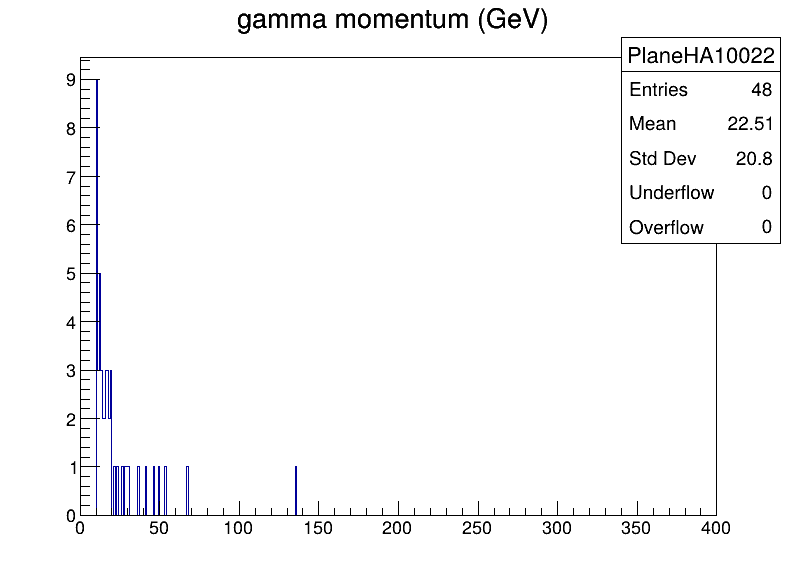 gamma momentum (GeV)
PlaneHA10022
Entries 48
Mean 22.51
Std Dev 20.8
Underflow 0
Overflow 0
9
8
7
6
5
4
3
2
1
0
0 50 100 150 200 250 300 350 400